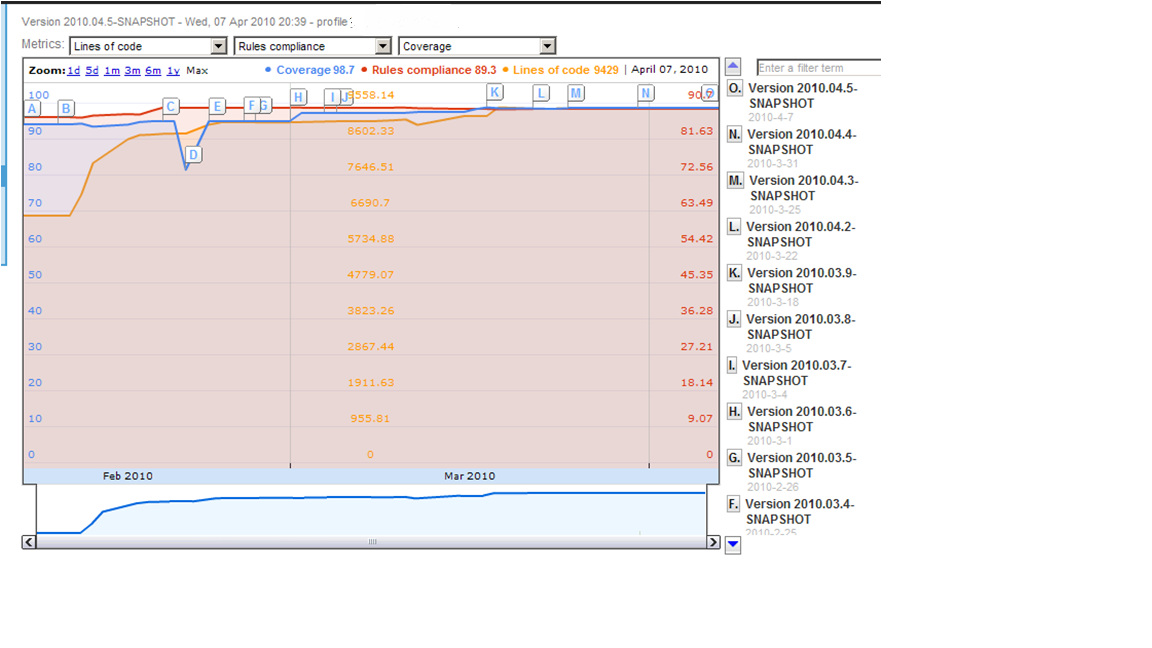 Version 2010.04.5-SNAPSHOT - Wed, 07 Apr 2010 20:39 - profile
Metrics: Lines of code Rules compliance Coverage
Zoom: 1d 5d 1m 3m 6m 1y Max Coverage 98.7 Rules compliance 89.3 Lines of code 9429 | April 07, 2010
Enter a filter term
100 9558.14 90.7
A B C D E F G H I J K L M N O
90 8602.33 81.63
80 7646.51 72.56
70 6690.7 63.49
60 5734.88 54.42
50 4779.07 45.35
40 3823.26 36.28
30 2867.44 27.21
20 1911.63 18.14
10 955.81 9.07
0 0 0
Feb 2010 Mar 2010
O. Version 2010.04.5-
SNAPSHOT
2010-4-7
N. Version 2010.04.4-
SNAPSHOT
2010-3-31
M. Version 2010.04.3-
SNAPSHOT
2010-3-25
L. Version 2010.04.2-
SNAPSHOT
2010-3-22
K. Version 2010.03.9-
SNAPSHOT
2010-3-18
J. Version 2010.03.8-
SNAPSHOT
2010-3-5
I. Version 2010.03.7-
SNAPSHOT
2010-3-4
H. Version 2010.03.6-
SNAPSHOT
2010-3-1
G. Version 2010.03.5-
SNAPSHOT
2010-2-26
F. Version 2010.03.4-
SNAPSHOT
2010-2-25